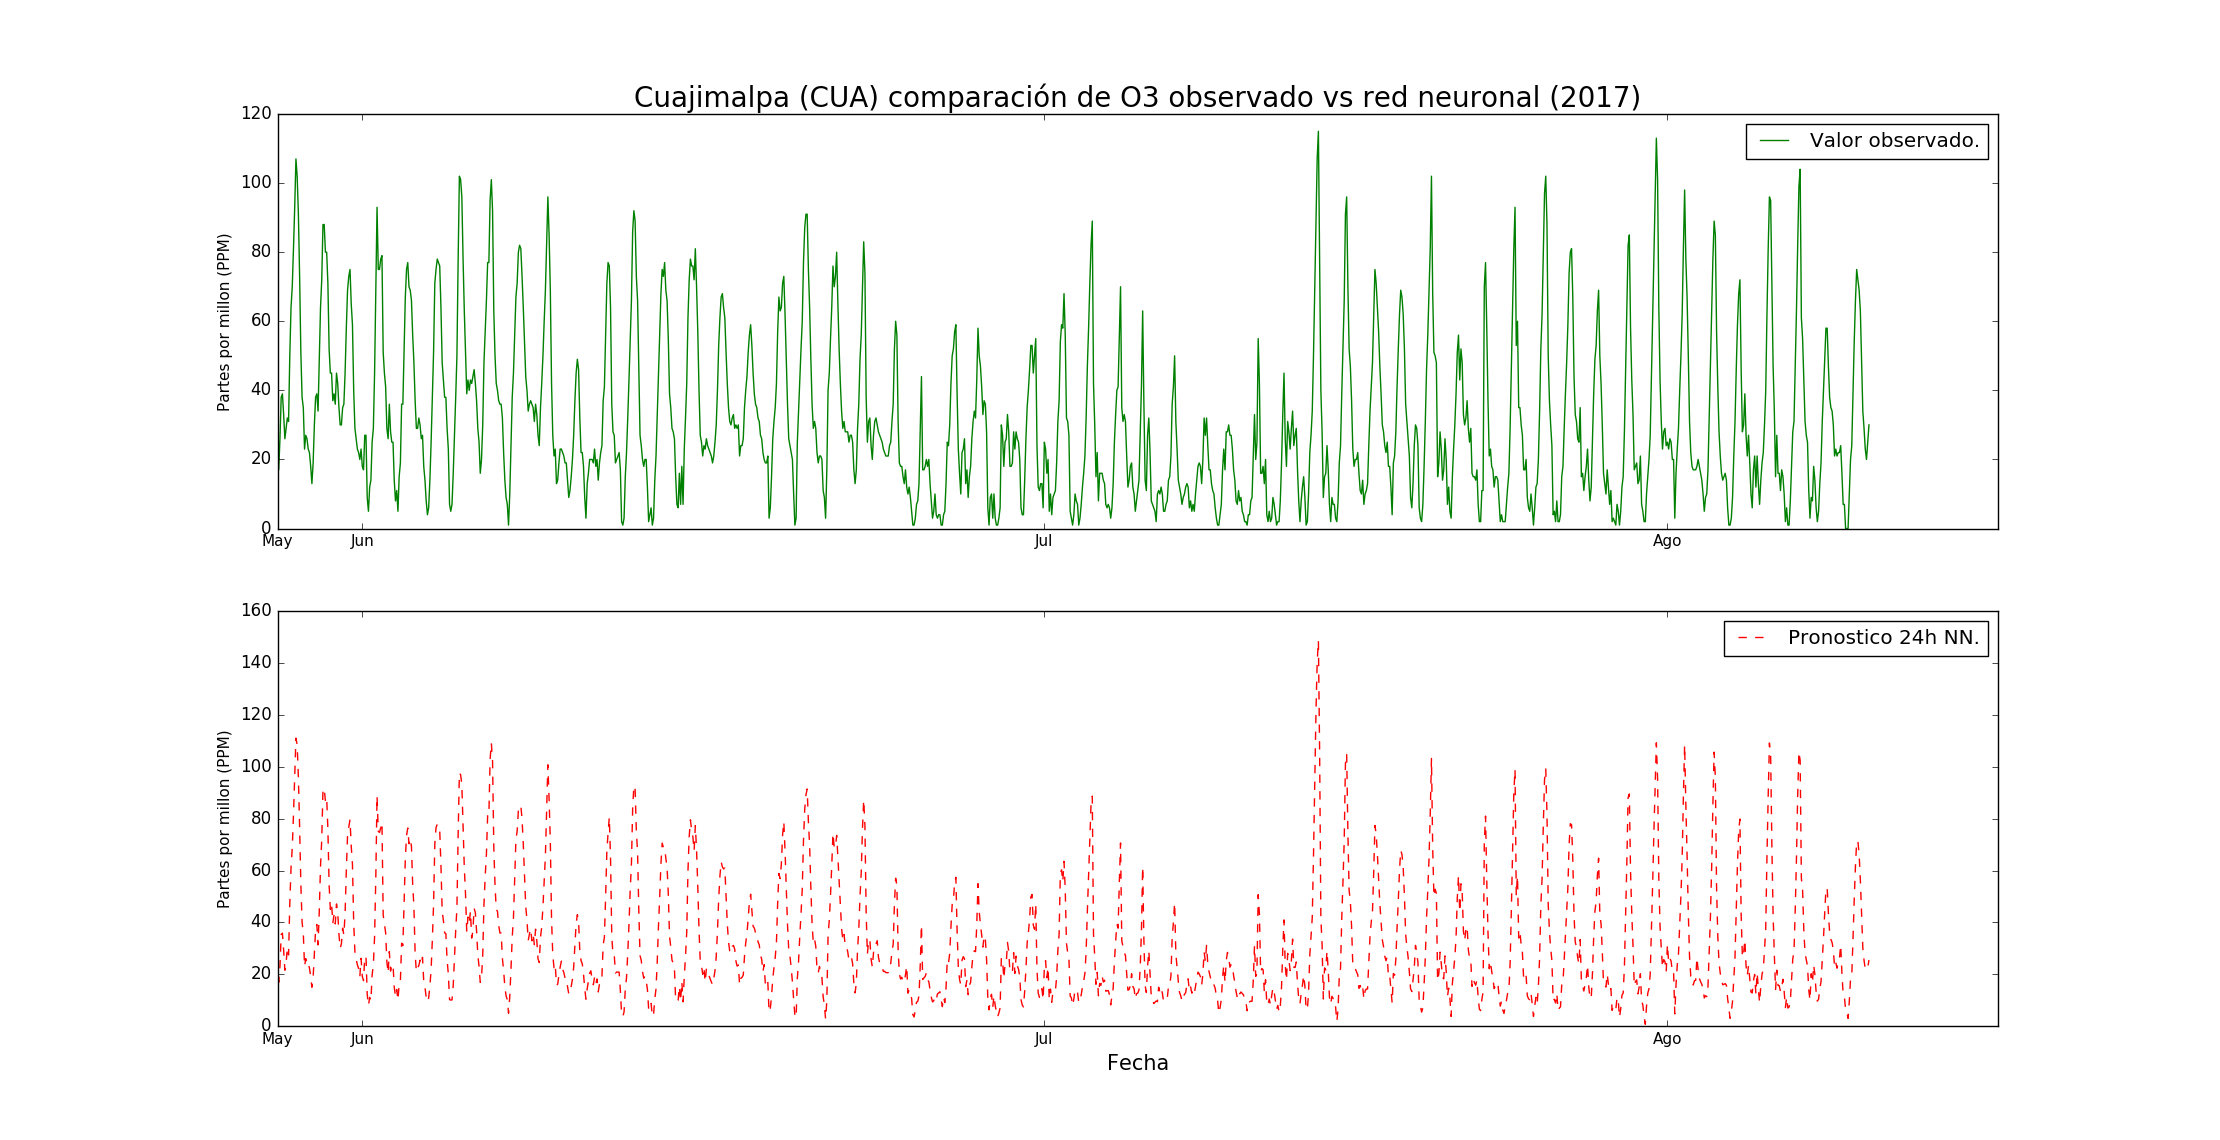 Cuajimalpa (CUA) comparación de O3 observado vs red neuronal (2017)
120
100
80
60
40
20
0
Partes por millon (PPM)
Valor observado.
May
Jun
Jul
Ago
160
140
120
100
80
60
40
20
0
Partes por millon (PPM)
Pronostico 24h NN.
May
Jun
Jul
Ago
Fecha